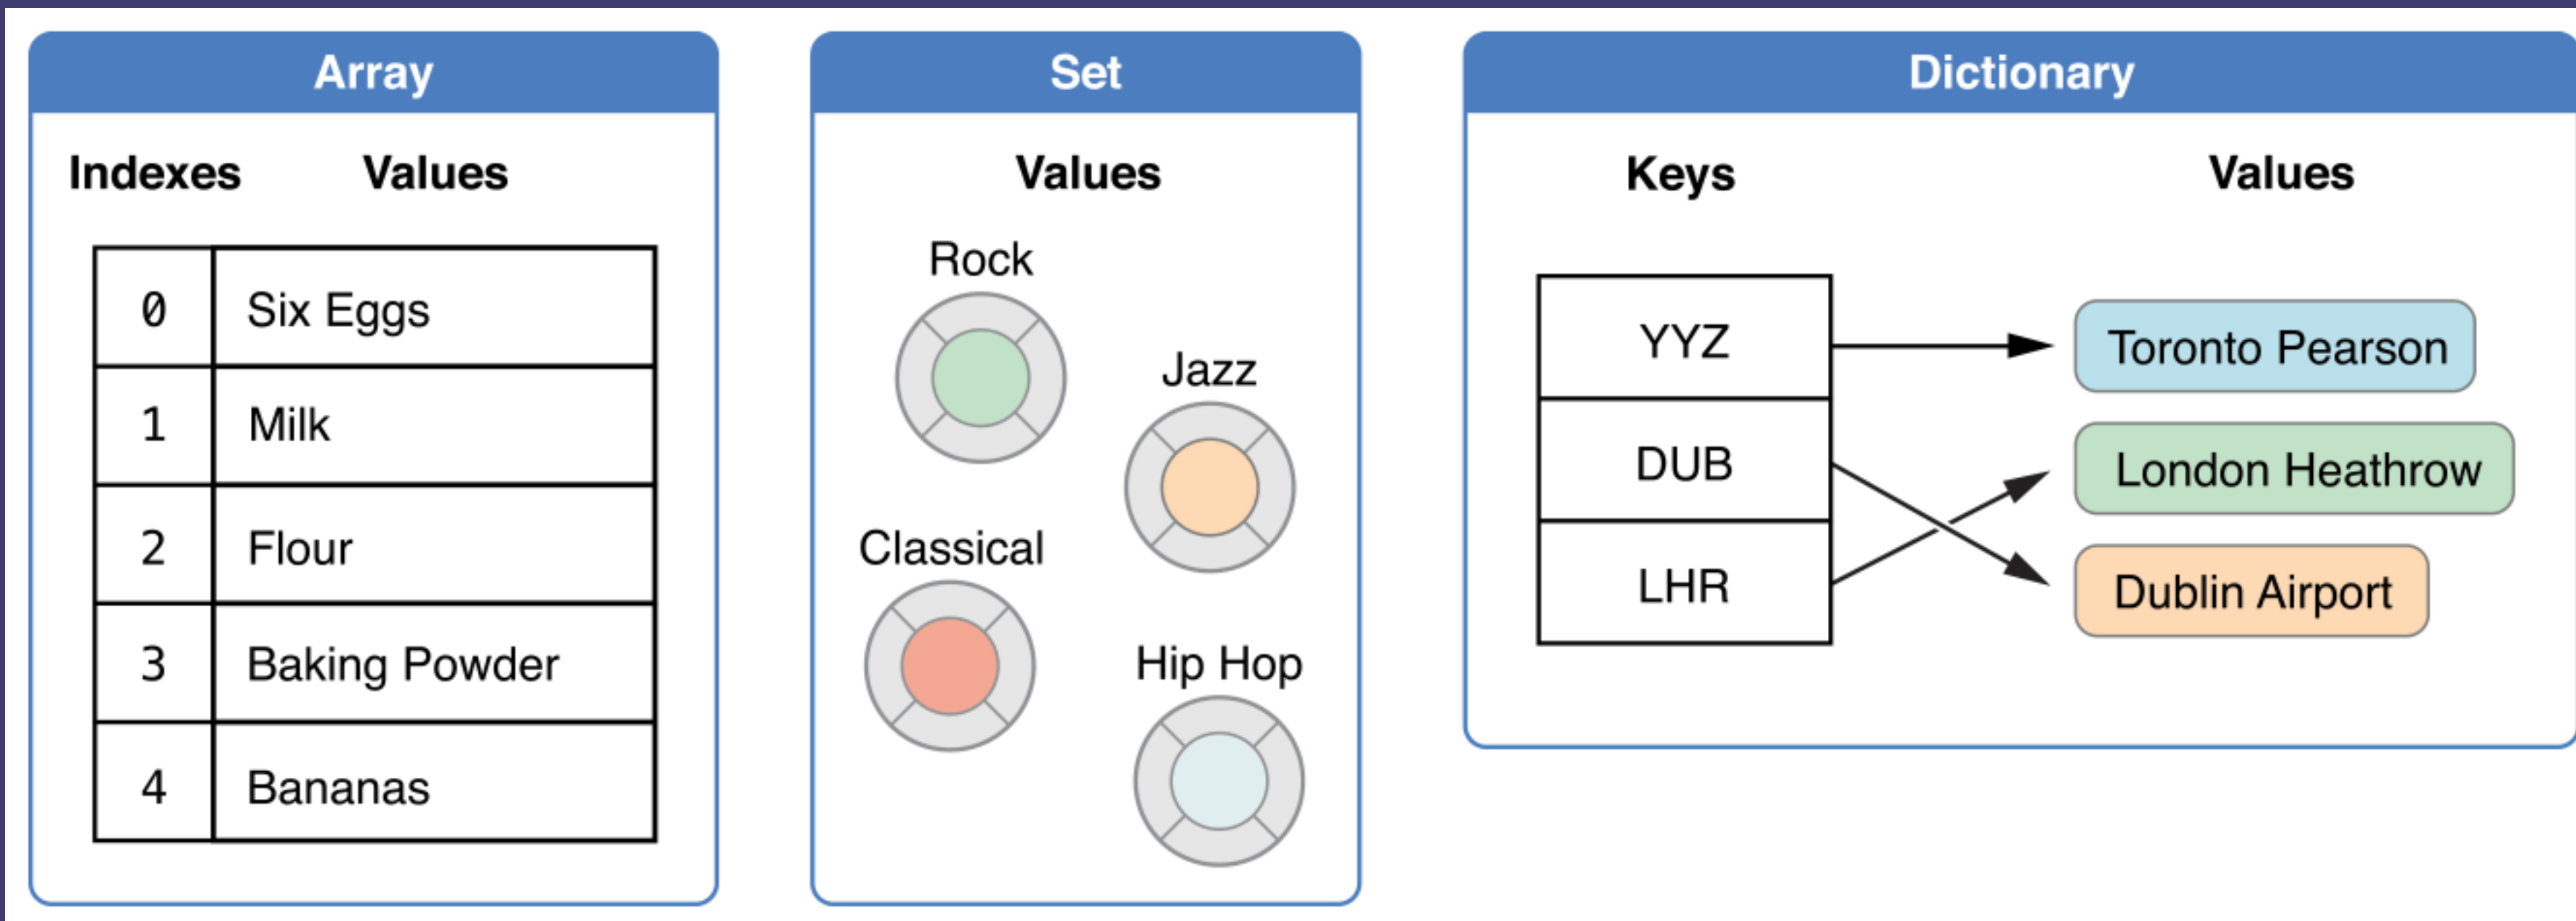 Array
Indexes Values
0 Six Eggs
1 Milk
2 Flour
3 Baking Powder
4 Bananas
Set
Values
Rock
Jazz
Classical
Hip Hop
Dictionary
Keys Values
YYZ Toronto Pearson
DUB London Heathrow
LHR Dublin Airport